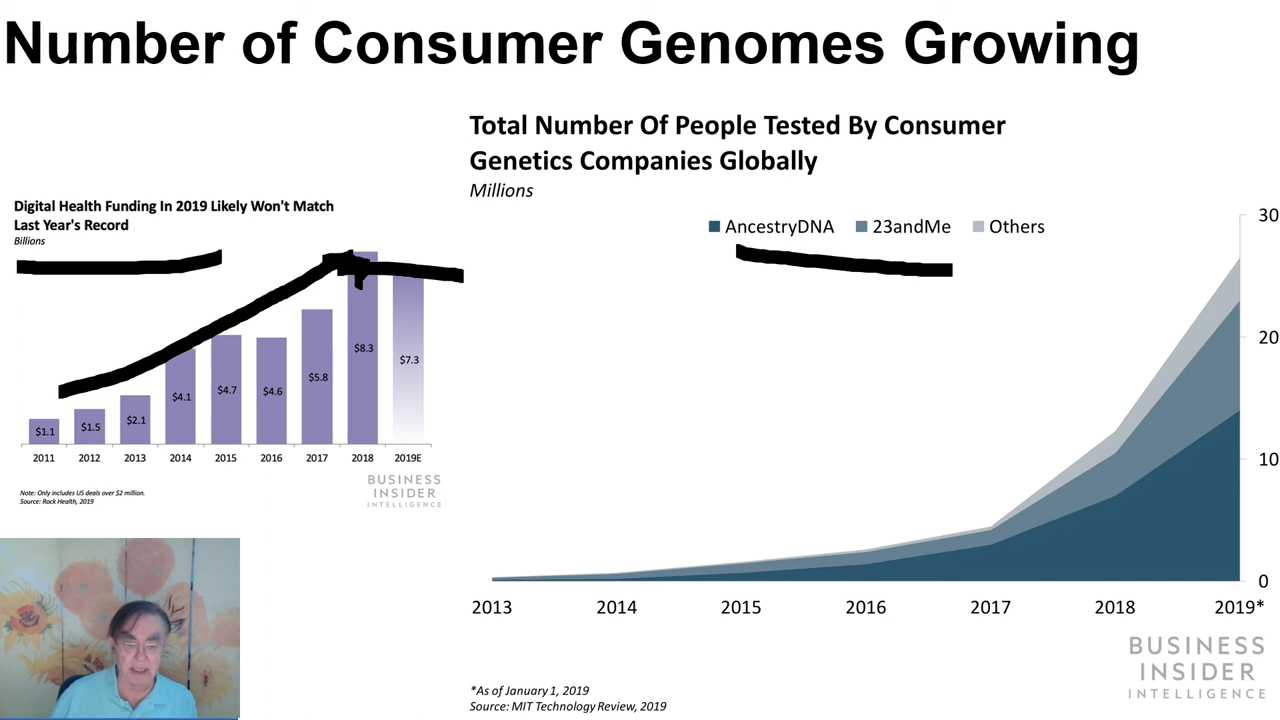 Number of Consumer Genomes Growing
Digital Health Funding In 2019 Likely Won't Match
Last Year's Record
Billions
$1.1
$1.5
$2.1
$4.1
$4.7
$4.6
$5.8
$8.3
$7.3
2011
2012
2013
2014
2015
2016
2017
2018
2019E
BUSINESS
INSIDER
INTELLIGENCE
Note: Only includes US deals over $2 million.
Source: Rock Health, 2019
Total Number Of People Tested By Consumer
Genetics Companies Globally
Millions
AncestryDNA 23andMe Others
30
20
10
0
2013 2014 2015 2016 2017 2018 2019*
BUSINESS
INSIDER
INTELLIGENCE
*As of January 1, 2019
Source: MIT Technology Review, 2019